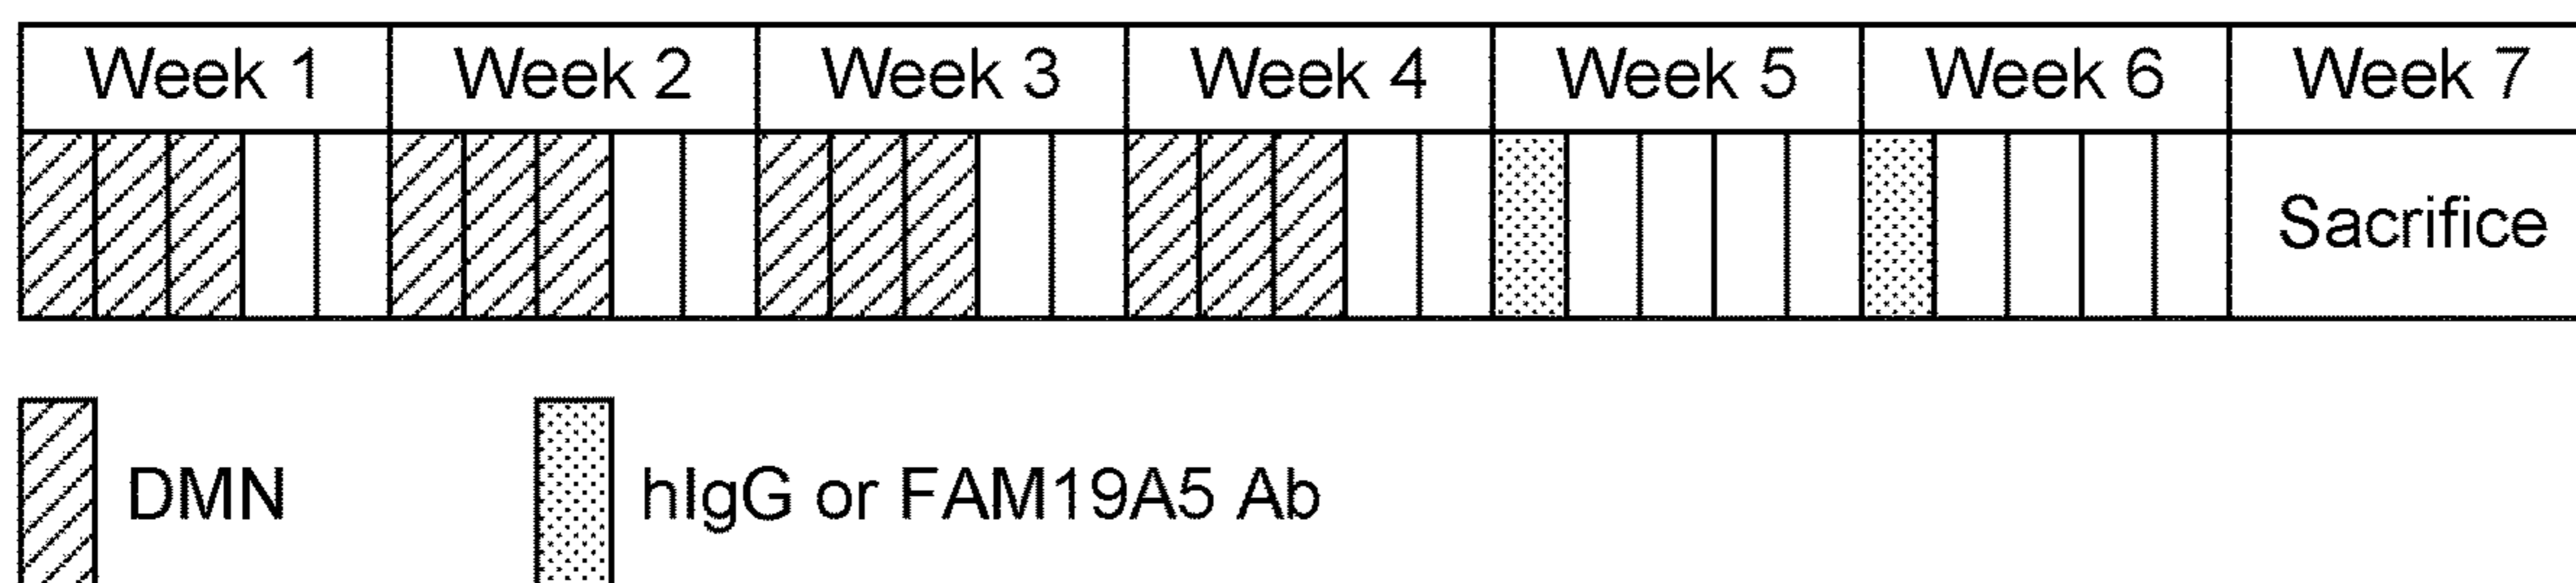 Week 1 Week 2 Week 3 Week 4 Week 5 Week 6 Week 7
Sacrifice
DMN hIgG or FAM19A5 Ab